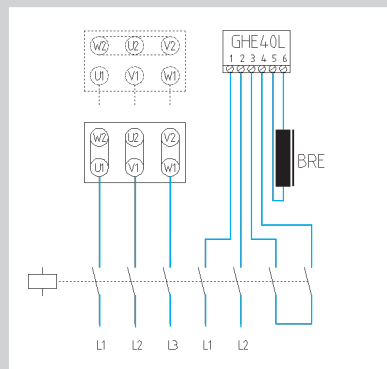 W2 U2 V2
U1 V1 W1
GHE40L
1 2 3 4 5 6
W2 U2 V2
U1 V1 W1
BRE
L1 L2 L3 L1 L2